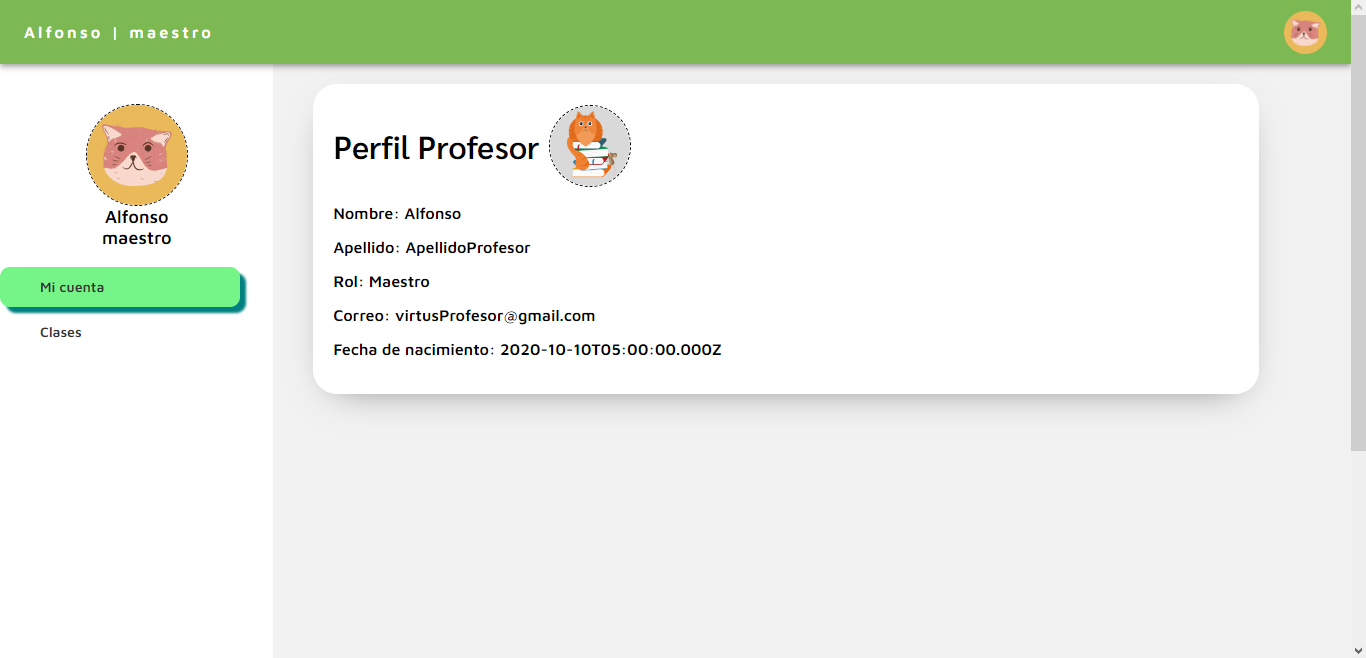 Alfonso | maestro
Alfonso
maestro
Mi cuenta
Clases
Perfil Profesor
Nombre: Alfonso
Apellido: ApellidoProfesor
Rol: Maestro
Correo: virtusProfesor@gmail.com
Fecha de nacimiento: 2020-10-10T05:00:00.000Z